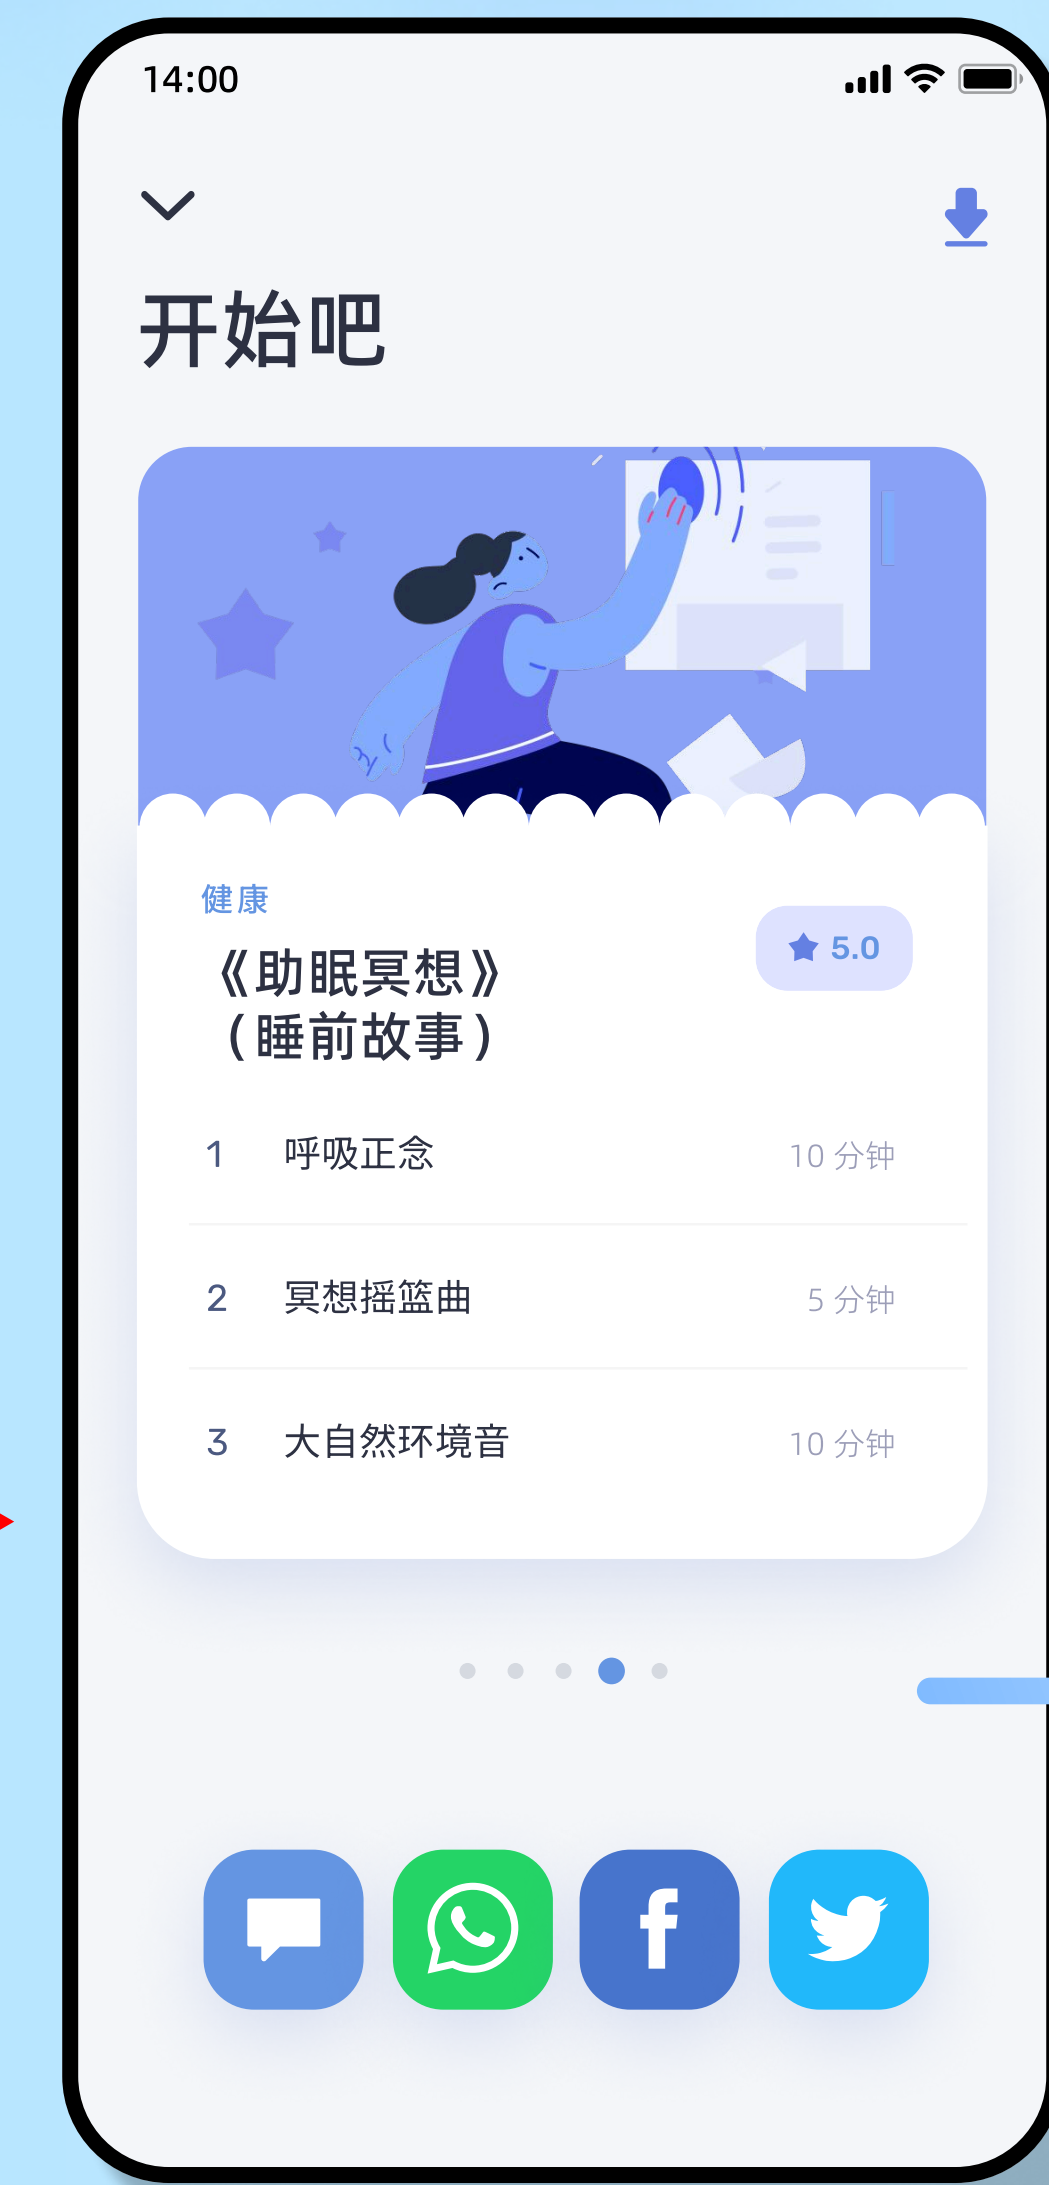 14:00
开始吧
健康
《助眠冥想》
（睡前故事）
5.0
1 呼吸正念 10 分钟
2 冥想摇篮曲 5 分钟
3 大自然环境音 10 分钟